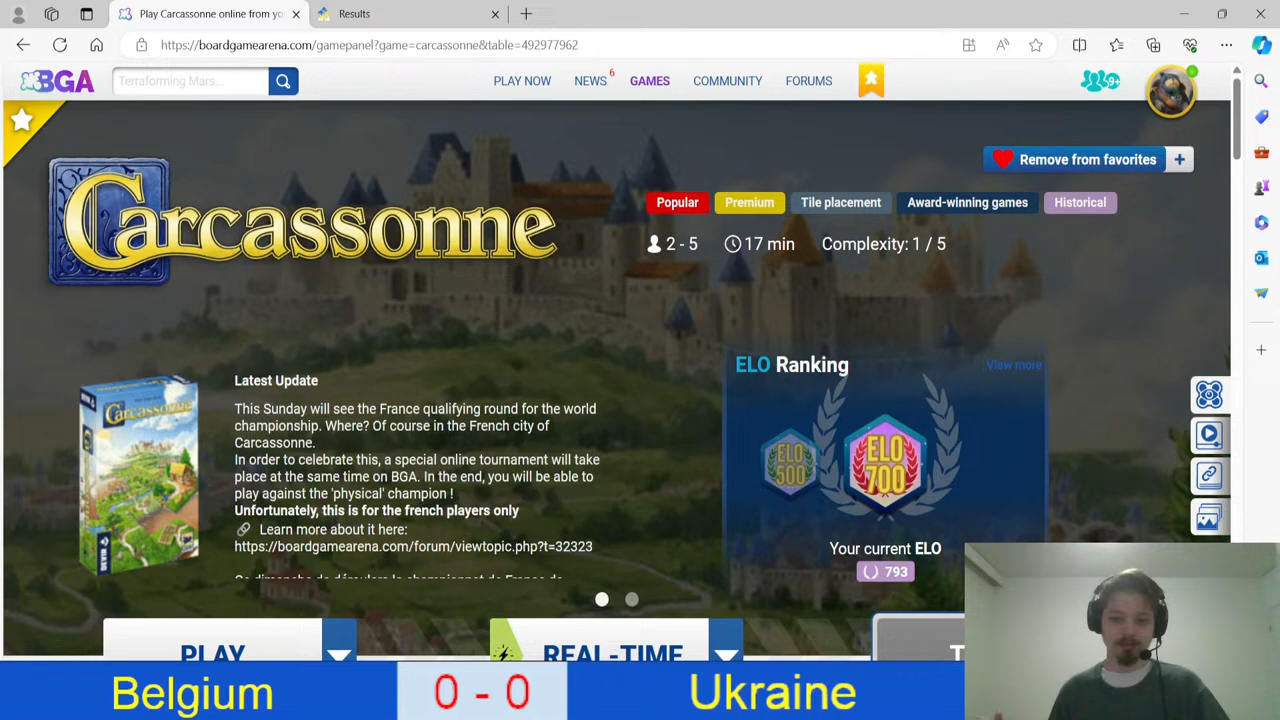 Play Carcassonne online from yo
Results
https://boardgamearena.com/gamepanel?game=carcassonne&table=492977962
BGA
Terraforming Mars...
PLAY NOW
NEWS 6
GAMES
COMMUNITY
FORUMS
9+
Remove from favorites +
Carcassonne
Popular
Premium
Tile placement
Award-winning games
Historical
2 - 5
17 min
Complexity: 1 / 5
ELO Ranking
View more
Latest Update
This Sunday will see the France qualifying round for the world
championship. Where? Of course in the French city of
Carcassonne.
In order to celebrate this, a special online tournament will take
place at the same time on BGA. In the end, you will be able to
play against the 'physical' champion !
Unfortunately, this is for the french players only
Learn more about it here:
https://boardgamearena.com/forum/viewtopic.php?t=32323
Carcassonne
DEVIR
ELO
500
ELO
700
Your current ELO
793
PLAY
REAL-TIME
Belgium
0 - 0
Ukraine